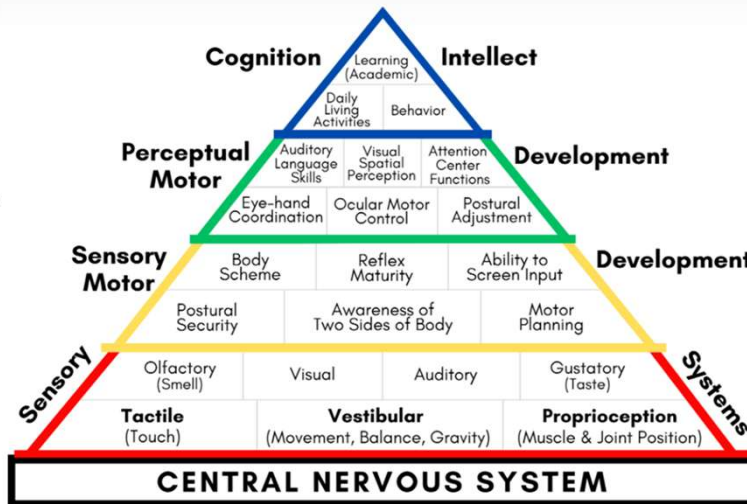 Cognition
Intellect
Learning
(Academic)
Daily
Living
Activities
Behavior
Perceptual
Motor
Development
Auditory
Language
Skills
Visual
Spatial
Perception
Attention
Center
Functions
Eye-hand
Coordination
Ocular Motor
Control
Postural
Adjustment
Sensory
Motor
Development
Body
Scheme
Reflex
Maturity
Ability to
Screen Input
Postural
Security
Awareness of
Two Sides of Body
Motor
Planning
Sensory
Systems
Olfactory
(Smell)
Visual
Auditory
Gustatory
(Taste)
Tactile
(Touch)
Vestibular
(Movement, Balance, Gravity)
Proprioception
(Muscle & Joint Position)
CENTRAL NERVOUS SYSTEM